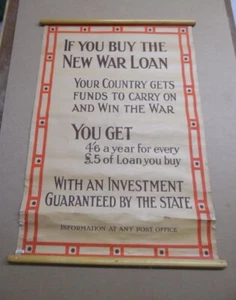 IF YOU BUY THE
NEW WAR LOAN
YOUR COUNTRY GETS
FUNDS TO CARRY ON
AND WIN THE WAR
YOU GET
4/6 a year for every
£5 of Loan you buy
WITH AN INVESTMENT
GUARANTEED BY THE STATE
INFORMATION AT ANY POST OFFICE